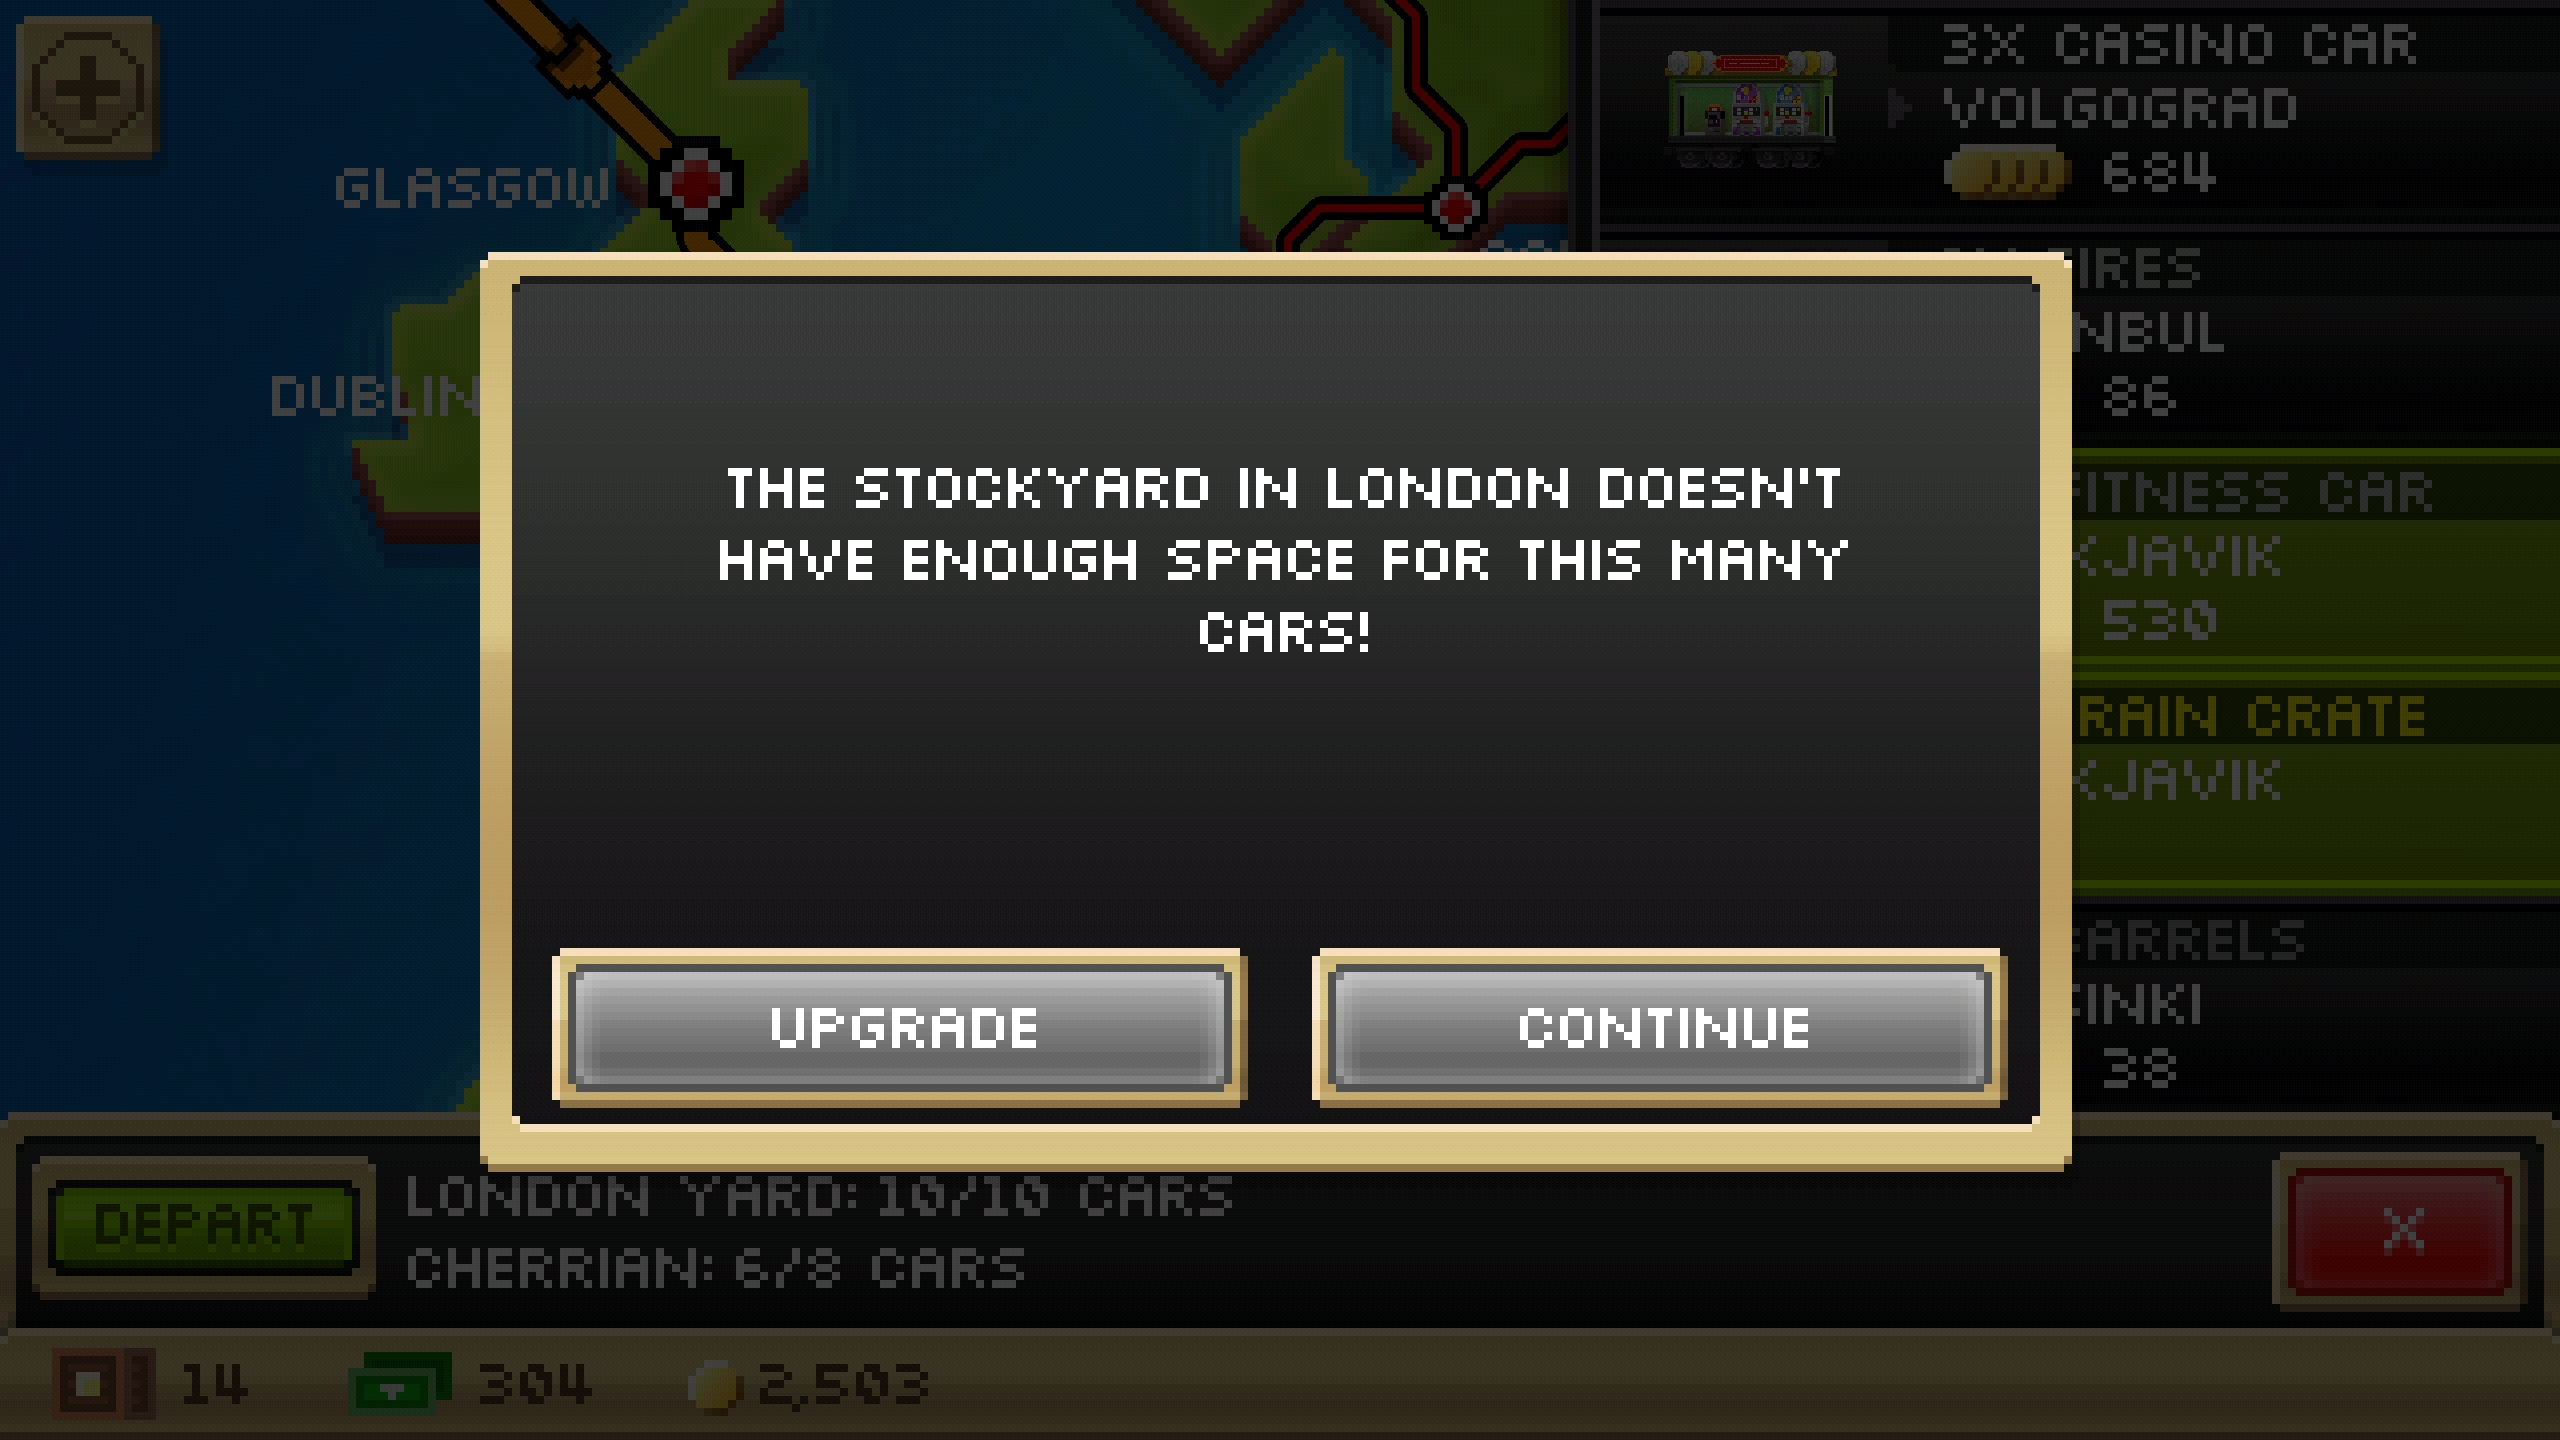 GLASGOW
DUBLIN
3X CASINO CAR
VOLGOGRAD
684
IRES
NBUL
86
FITNESS CAR
KJAVIK
530
RAIN CRATE
KJAVIK
ARRELS
INKI
38
THE STOCKYARD IN LONDON DOESN'T
HAVE ENOUGH SPACE FOR THIS MANY
CARS!
UPGRADE
CONTINUE
DEPART
LONDON YARD: 10/10 CARS
CHERRIAN: 6/8 CARS
X
14
304
2,503